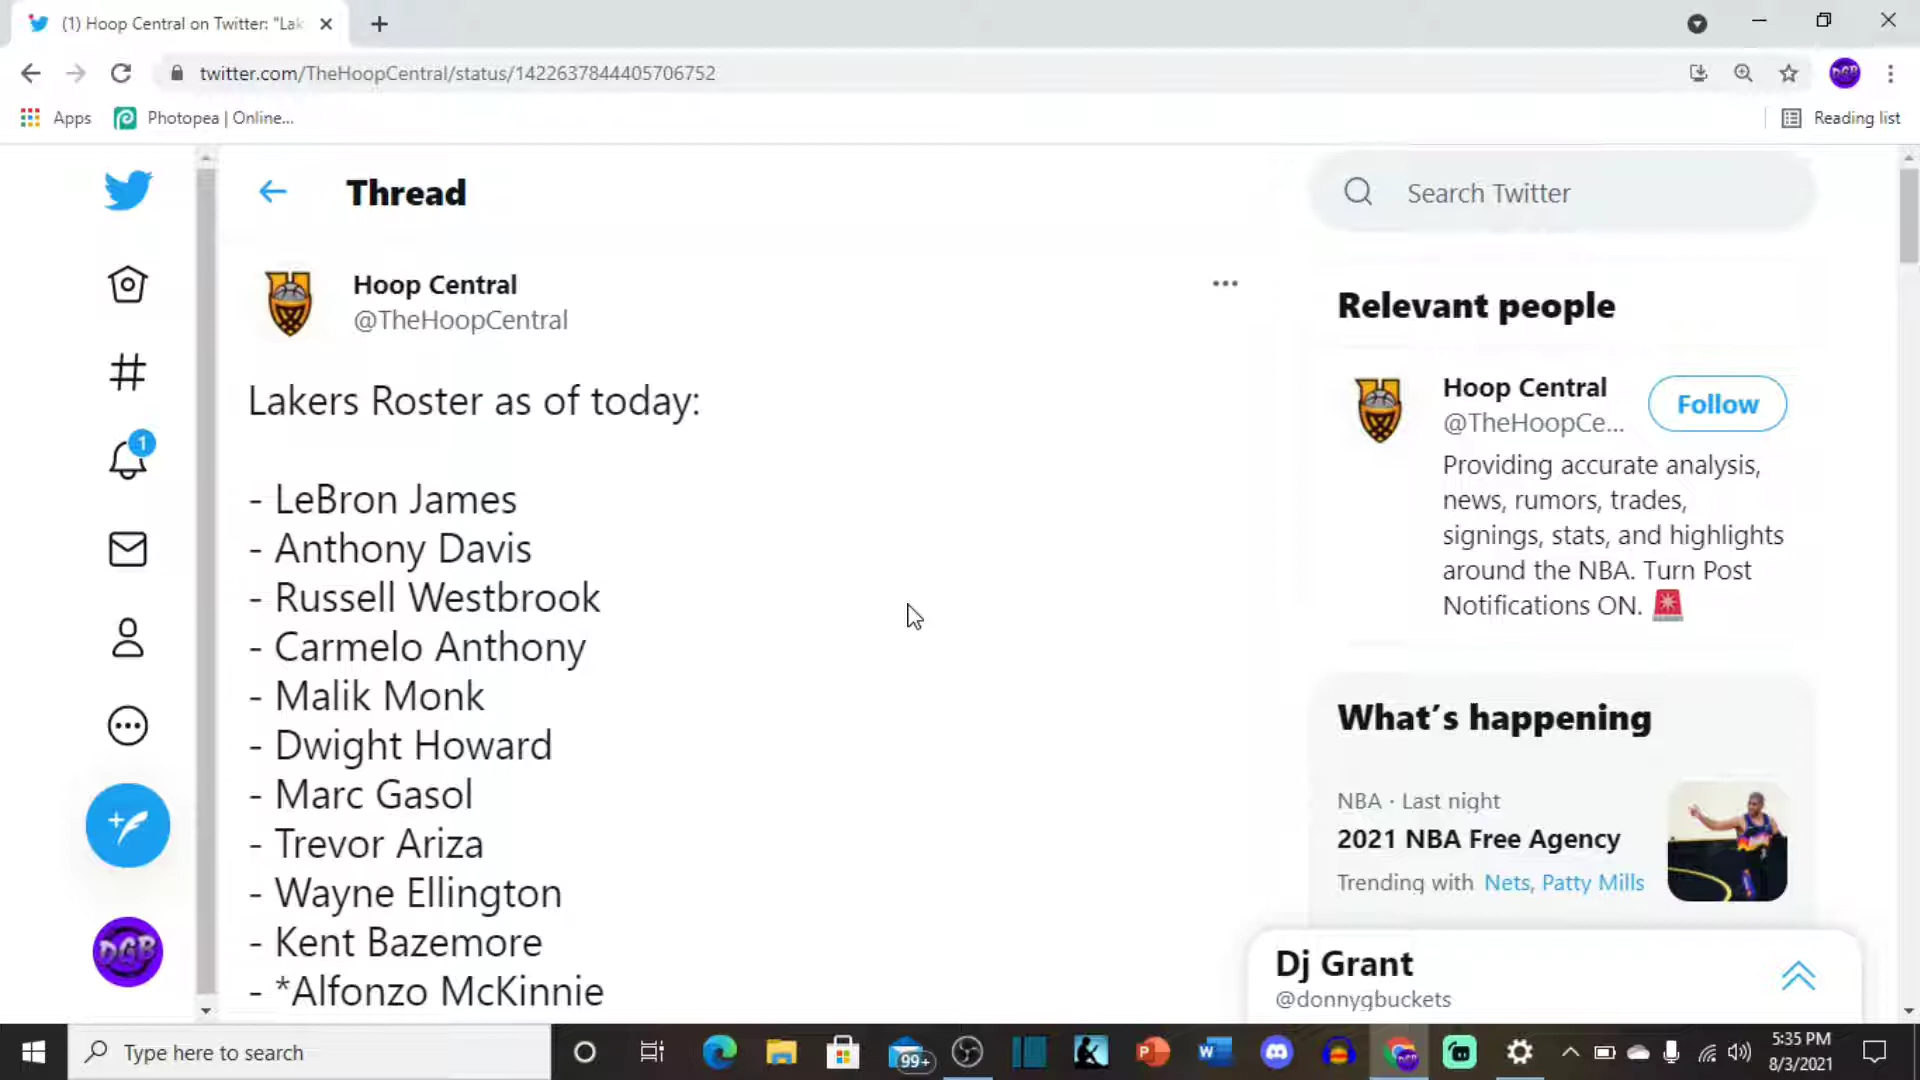 (1) Hoop Central on Twitter: "Lak
twitter.com/TheHoopCentral/status/1422637844405706752
Apps
Photopea | Online...
Reading list
Thread
Search Twitter
Hoop Central
@TheHoopCentral
Lakers Roster as of today:
- LeBron James
- Anthony Davis
- Russell Westbrook
- Carmelo Anthony
- Malik Monk
- Dwight Howard
- Marc Gasol
- Trevor Ariza
- Wayne Ellington
- Kent Bazemore
- *Alfonzo McKinnie
Relevant people
Hoop Central
Follow
@TheHoopCe...
Providing accurate analysis,
news, rumors, trades,
signings, stats, and highlights
around the NBA. Turn Post
Notifications ON.
What's happening
NBA · Last night
2021 NBA Free Agency
Trending with Nets, Patty Mills
Dj Grant
@donnygbuckets
1
DGB
DGB
Type here to search
99+
5:35 PM
8/3/2021